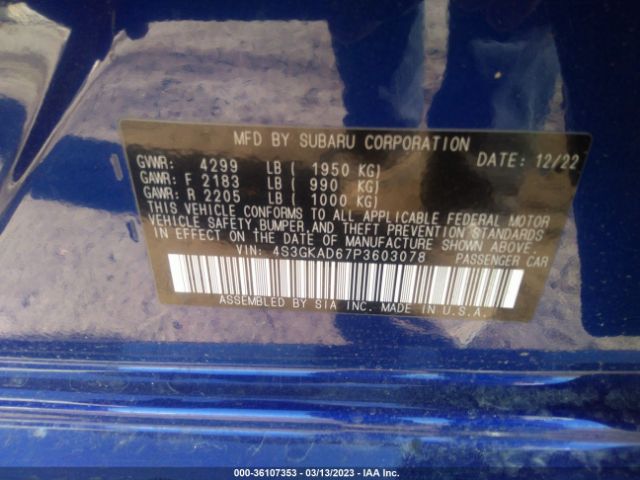 MFD BY SUBARU CORPORATION
GVWR: 4299 LB ( 1950 KG) DATE: 12/22
GAWR: F 2183 LB ( 990 KG)
GAWR: R 2205 LB ( 1000 KG)
THIS VEHICLE CONFORMS TO ALL APPLICABLE FEDERAL MOTOR
VEHICLE SAFETY, BUMPER, AND THEFT PREVENTION STANDARDS
IN EFFECT ON THE DATE OF MANUFACTURE SHOWN ABOVE.
VIN: 4S3GKAD67P3603078 PASSENGER CAR
ASSEMBLED BY SIA INC. MADE IN U.S.A.
000-36107353 - 03/13/2023 - IAA Inc.